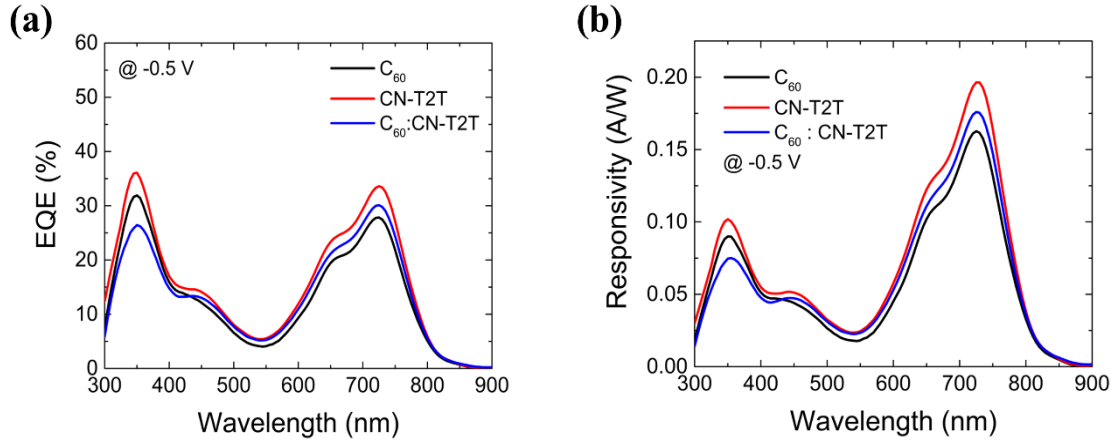 (a)
60
50
40
30
20
10
0
EQE (%)
@ -0.5 V
C₆₀
CN-T2T
C₆₀:CN-T2T
300 400 500 600 700 800 900
Wavelength (nm)
(b)
0.20
0.15
0.10
0.05
0.00
Responsivity (A/W)
C₆₀
CN-T2T
C₆₀ : CN-T2T
@ -0.5 V
300 400 500 600 700 800 900
Wavelength (nm)